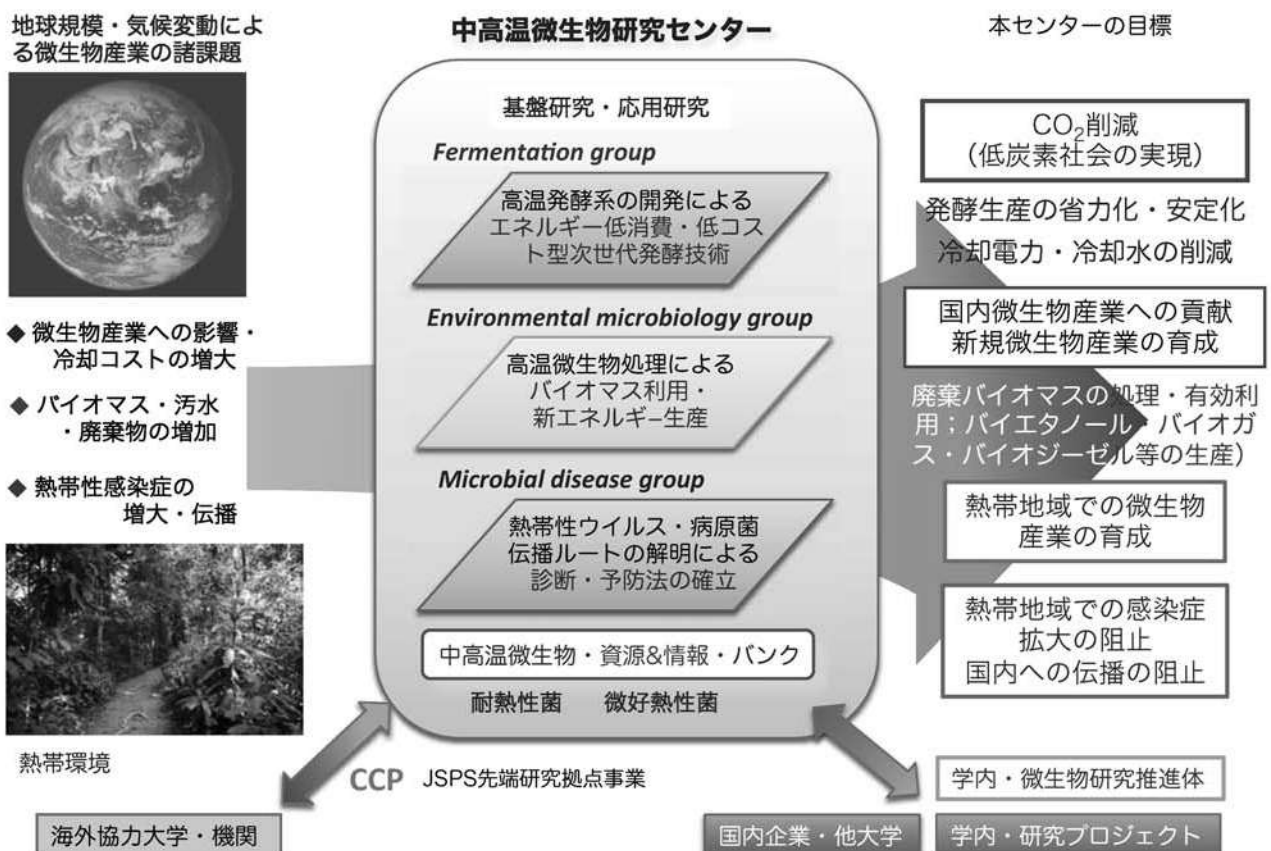 地球規模・気候変動によ
る微生物産業の諸課題
◆ 微生物産業への影響・
冷却コストの増大
◆ バイオマス・汚水
・廃棄物の増加
◆ 熱帯性感染症の
増大・伝播
熱帯環境
海外協力大学・機関
中高温微生物研究センター
基盤研究・応用研究
Fermentation group
高温発酵系の開発による
エネルギー低消費・低コス
ト型次世代発酵技術
Environmental microbiology group
高温微生物処理による
バイオマス利用・
新エネルギー生産
Microbial disease group
熱帯性ウイルス・病原菌
伝播ルートの解明による
診断・予防法の確立
中高温微生物・資源&情報・バンク
耐熱性菌 微好熱性菌
CCP JSPS先端研究拠点事業
本センターの目標
CO₂削減
(低炭素社会の実現)
発酵生産の省力化・安定化
冷却電力・冷却水の削減
国内微生物産業への貢献
新規微生物産業の育成
廃棄バイオマスの処理・有効利
用；バイエタノール・バイオガ
ス・バイオジーゼル等の生産)
熱帯地域での微生物
産業の育成
熱帯地域での感染症
拡大の阻止
国内への伝播の阻止
学内・微生物研究推進体
国内企業・他大学
学内・研究プロジェクト